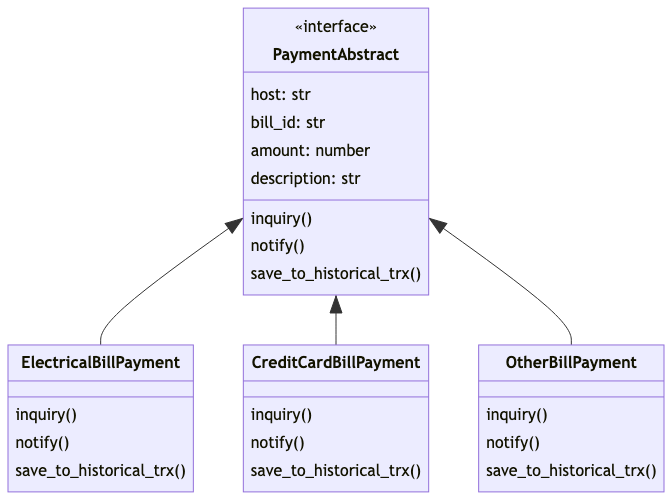 «interface»
PaymentAbstract
host: str
bill_id: str
amount: number
description: str
inquiry()
notify()
save_to_historical_trx()
ElectricalBillPayment
inquiry()
notify()
save_to_historical_trx()
CreditCardBillPayment
inquiry()
notify()
save_to_historical_trx()
OtherBillPayment
inquiry()
notify()
save_to_historical_trx()